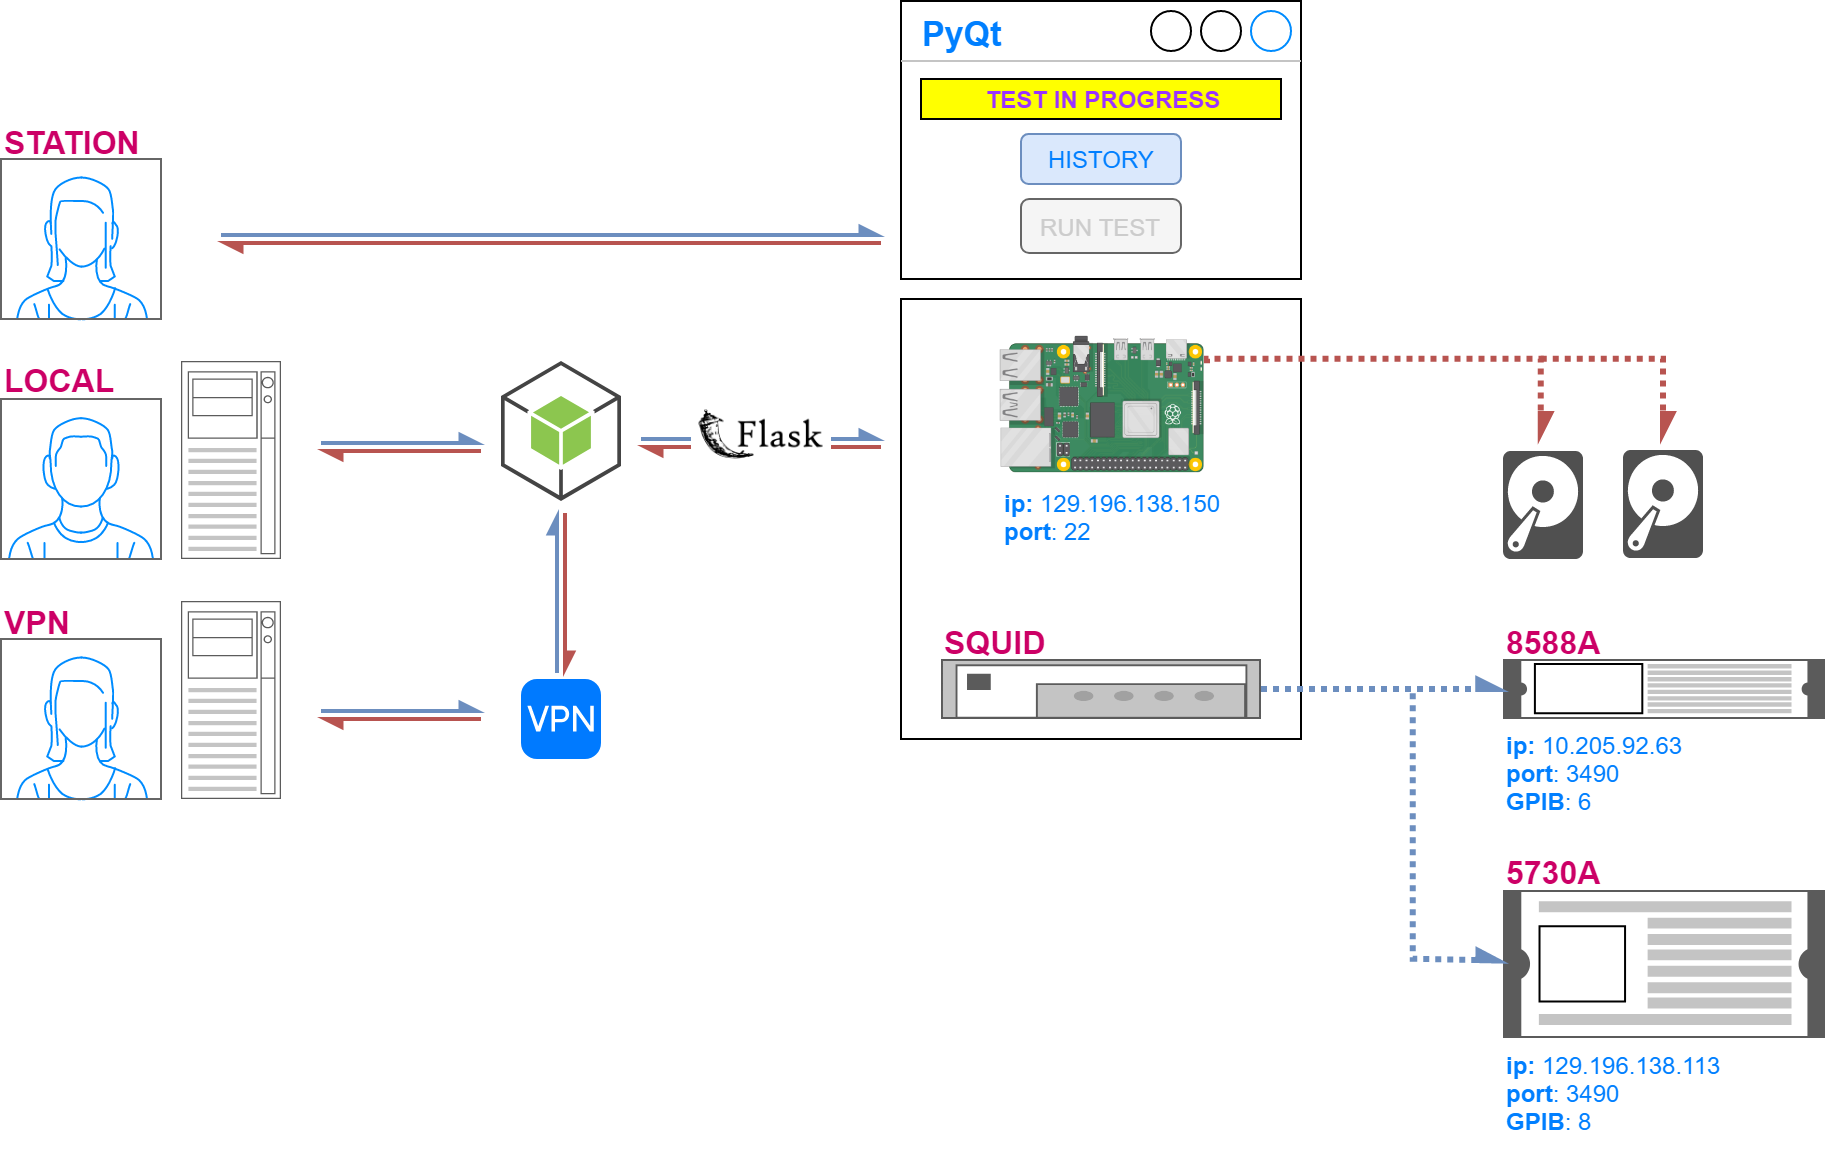 PyQt
TEST IN PROGRESS
HISTORY
RUN TEST
STATION
LOCAL
VPN
Flask
VPN
ip: 129.196.138.150
port: 22
SQUID
8588A
ip: 10.205.92.63
port: 3490
GPIB: 6
5730A
ip: 129.196.138.113
port: 3490
GPIB: 8